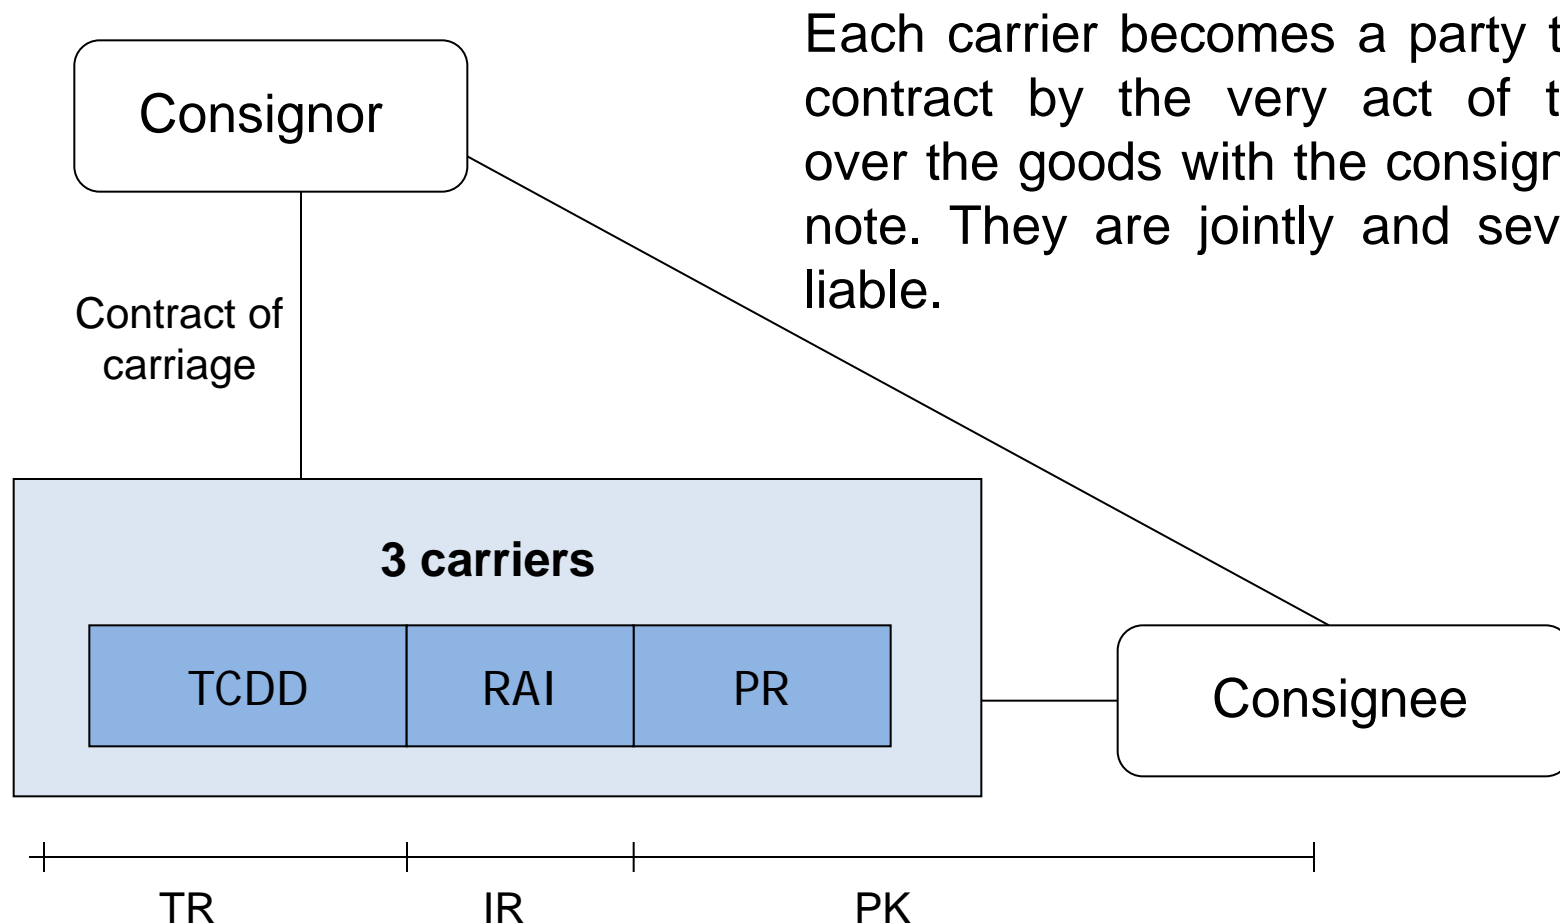 Each carrier becomes a party
contract by the very act of
over the goods with the
note. They are jointly and
liable.
Consignor
Contract of
carriage
3 carriers
TCDD RAI PR
Consignee
TR IR PK